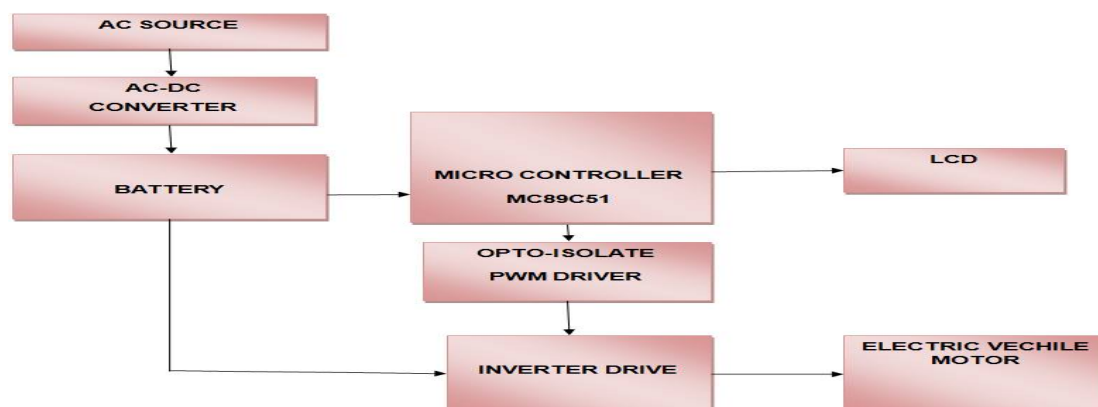 AC SOURCE
AC-DC
CONVERTER
BATTERY
MICRO CONTROLLER
MC89C51
LCD
OPTO-ISOLATE
PWM DRIVER
INVERTER DRIVE
ELECTRIC VECHILE
MOTOR